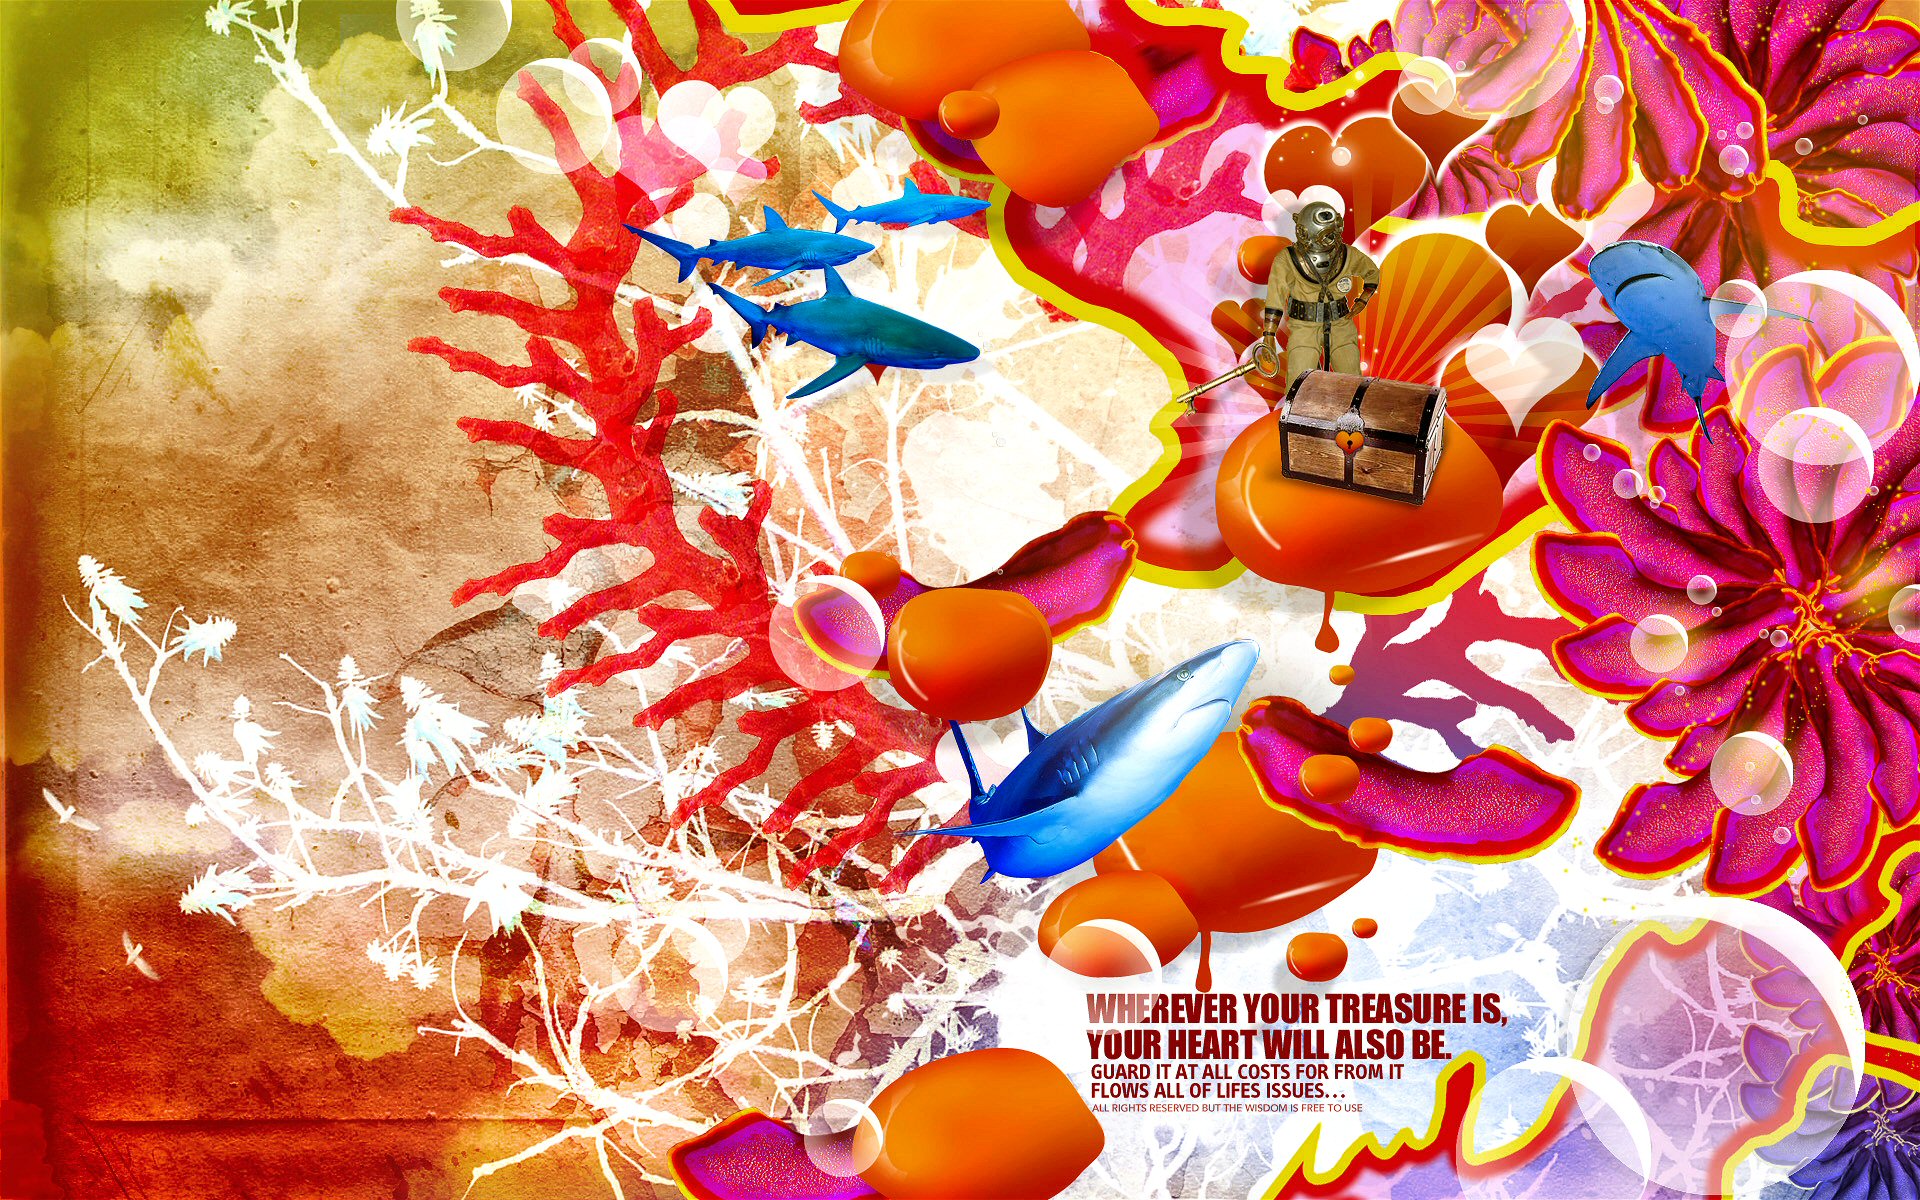 WHEREVER YOUR TREASURE IS,
YOUR HEART WILL ALSO BE.
GUARD IT AT ALL COSTS FOR FROM IT
FLOWS ALL OF LIFES ISSUES...
ALL RIGHTS RESERVED BUT THE WISDOM IS FREE TO USE